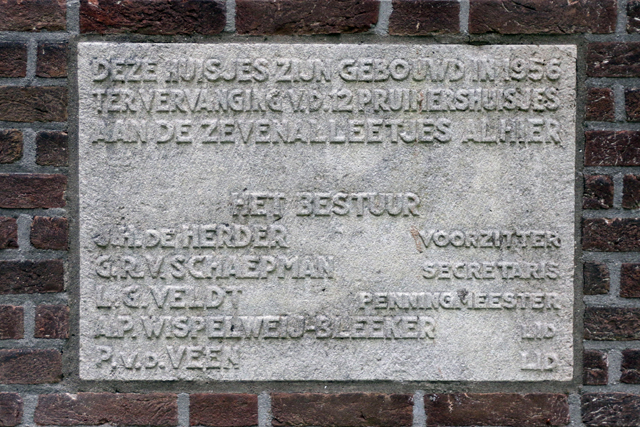 DEZE HUISJES ZIJN GEBOUWD IN 1956
TER VERVANGING V.D. 12 PRUIMERSHUISJES
AAN DE ZEVENALLEETJES ALHIER
HET BESTUUR
J.H. DE HERDER VOORZITTER
G.R.V. SCHAEPMAN SECRETARIS
L.G. VELDT PENNINGMEESTER
A.P. WISPELWEIJ-BLEEKER LID
P.V.D. VEEN LID